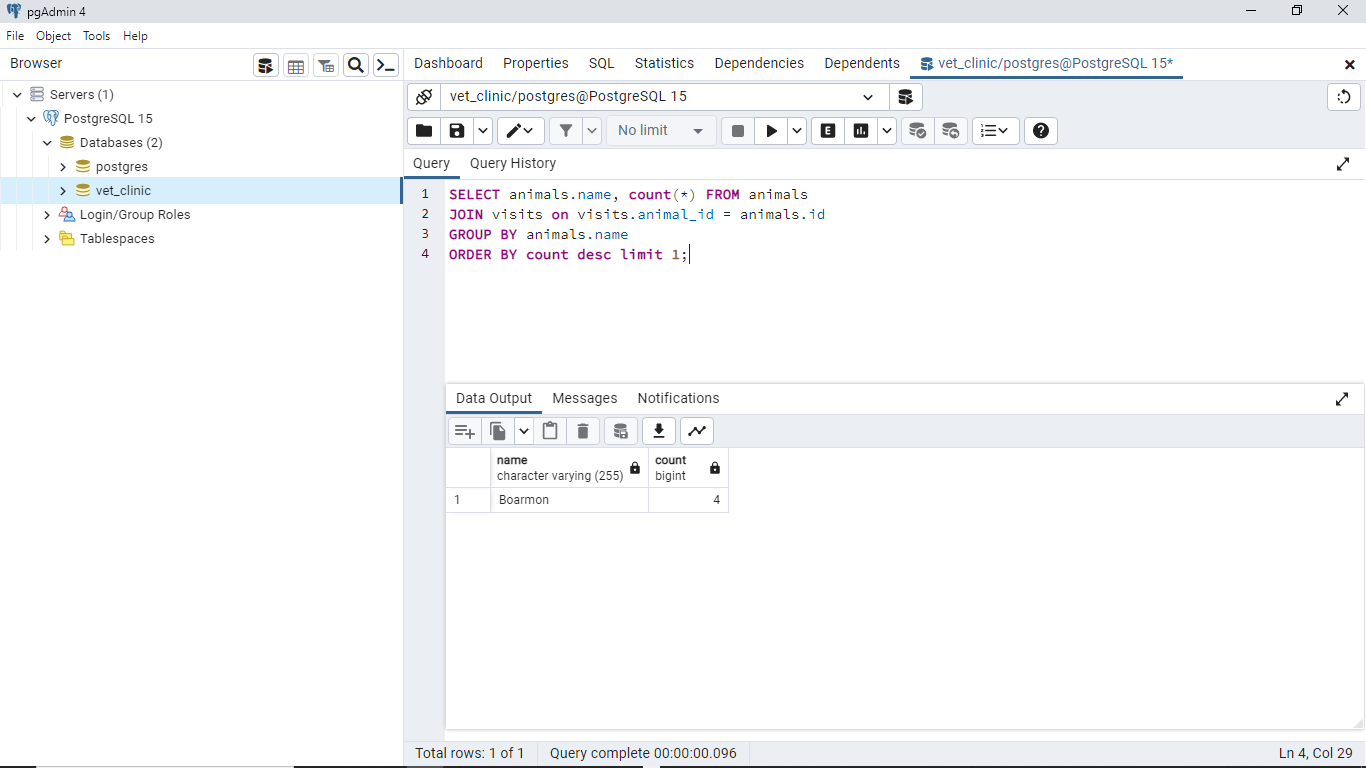 pgAdmin 4
File Object Tools Help
Browser
Servers (1)
PostgreSQL 15
Databases (2)
postgres
vet_clinic
Login/Group Roles
Tablespaces
Dashboard Properties SQL Statistics Dependencies Dependents vet_clinic/postgres@PostgreSQL 15*
vet_clinic/postgres@PostgreSQL 15
No limit
E
Query Query History
1 SELECT animals.name, count(*) FROM animals
2 JOIN visits on visits.animal_id = animals.id
3 GROUP BY animals.name
4 ORDER BY count desc limit 1;
Data Output Messages Notifications
name count
character varying (255) bigint
1 Boarmon 4
Total rows: 1 of 1 Query complete 00:00:00.096 Ln 4, Col 29